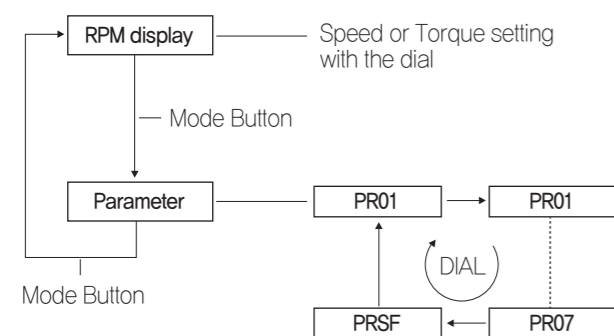 RPM display
Speed or Torque setting
with the dial
Mode Button
Parameter
PR01
PR01
DIAL
Mode Button
PRSF
PR07